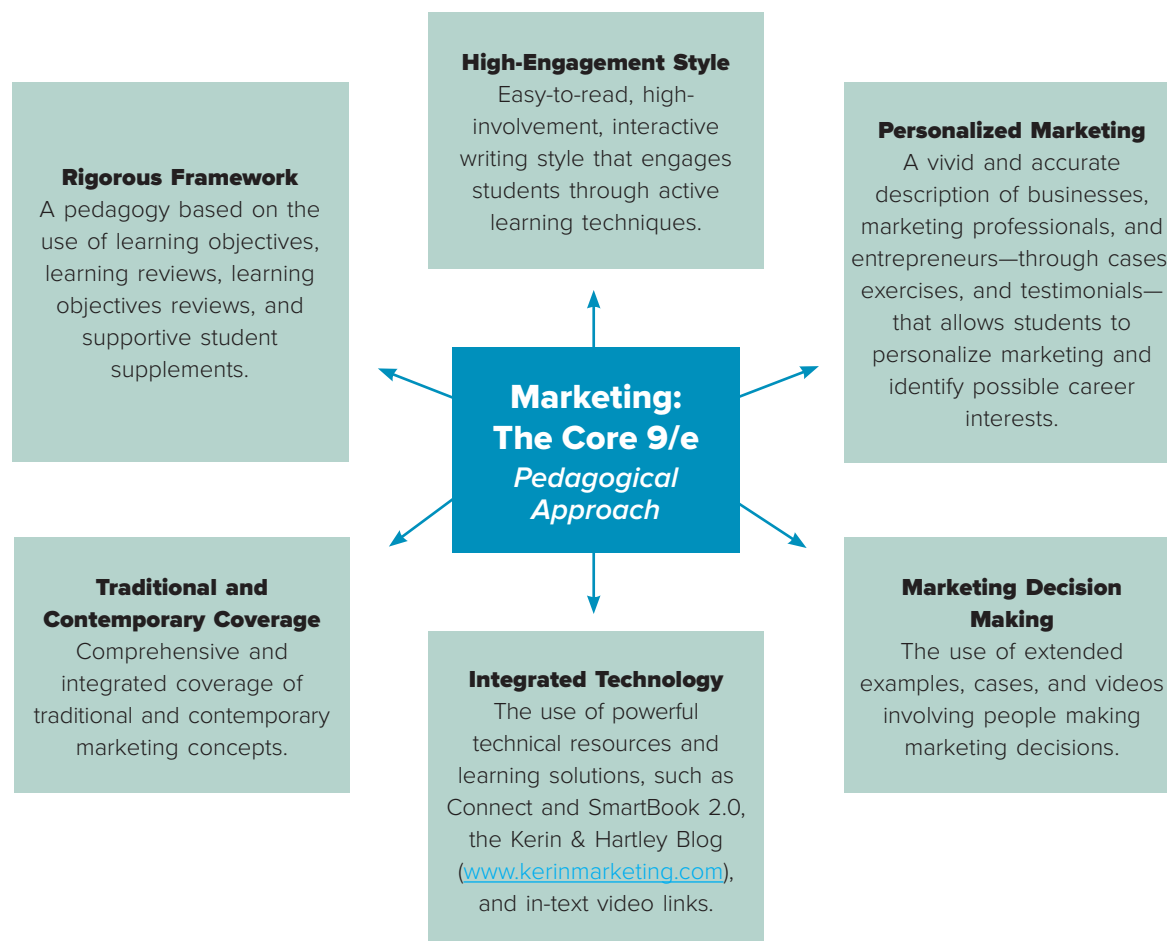 High-Engagement Style
Easy-to-read, high-
involvement, interactive
writing style that engages
students through active
learning techniques.
Rigorous Framework
A pedagogy based on the
use of learning objectives,
learning reviews, learning
objectives reviews, and
supportive student
supplements.
Personalized Marketing
A vivid and accurate
description of businesses,
marketing professionals, and
entrepreneurs—through cases
exercises, and testimonials—
that allows students to
personalize marketing and
identify possible career
interests.
Marketing:
The Core 9/e
Pedagogical
Approach
Traditional and
Contemporary Coverage
Comprehensive and
integrated coverage of
traditional and contemporary
marketing concepts.
Integrated Technology
The use of powerful
technical resources and
learning solutions, such as
Connect and SmartBook 2.0,
the Kerin & Hartley Blog
(www.kerinmarketing.com),
and in-text video links.
Marketing Decision
Making
The use of extended
examples, cases, and videos
involving people making
marketing decisions.